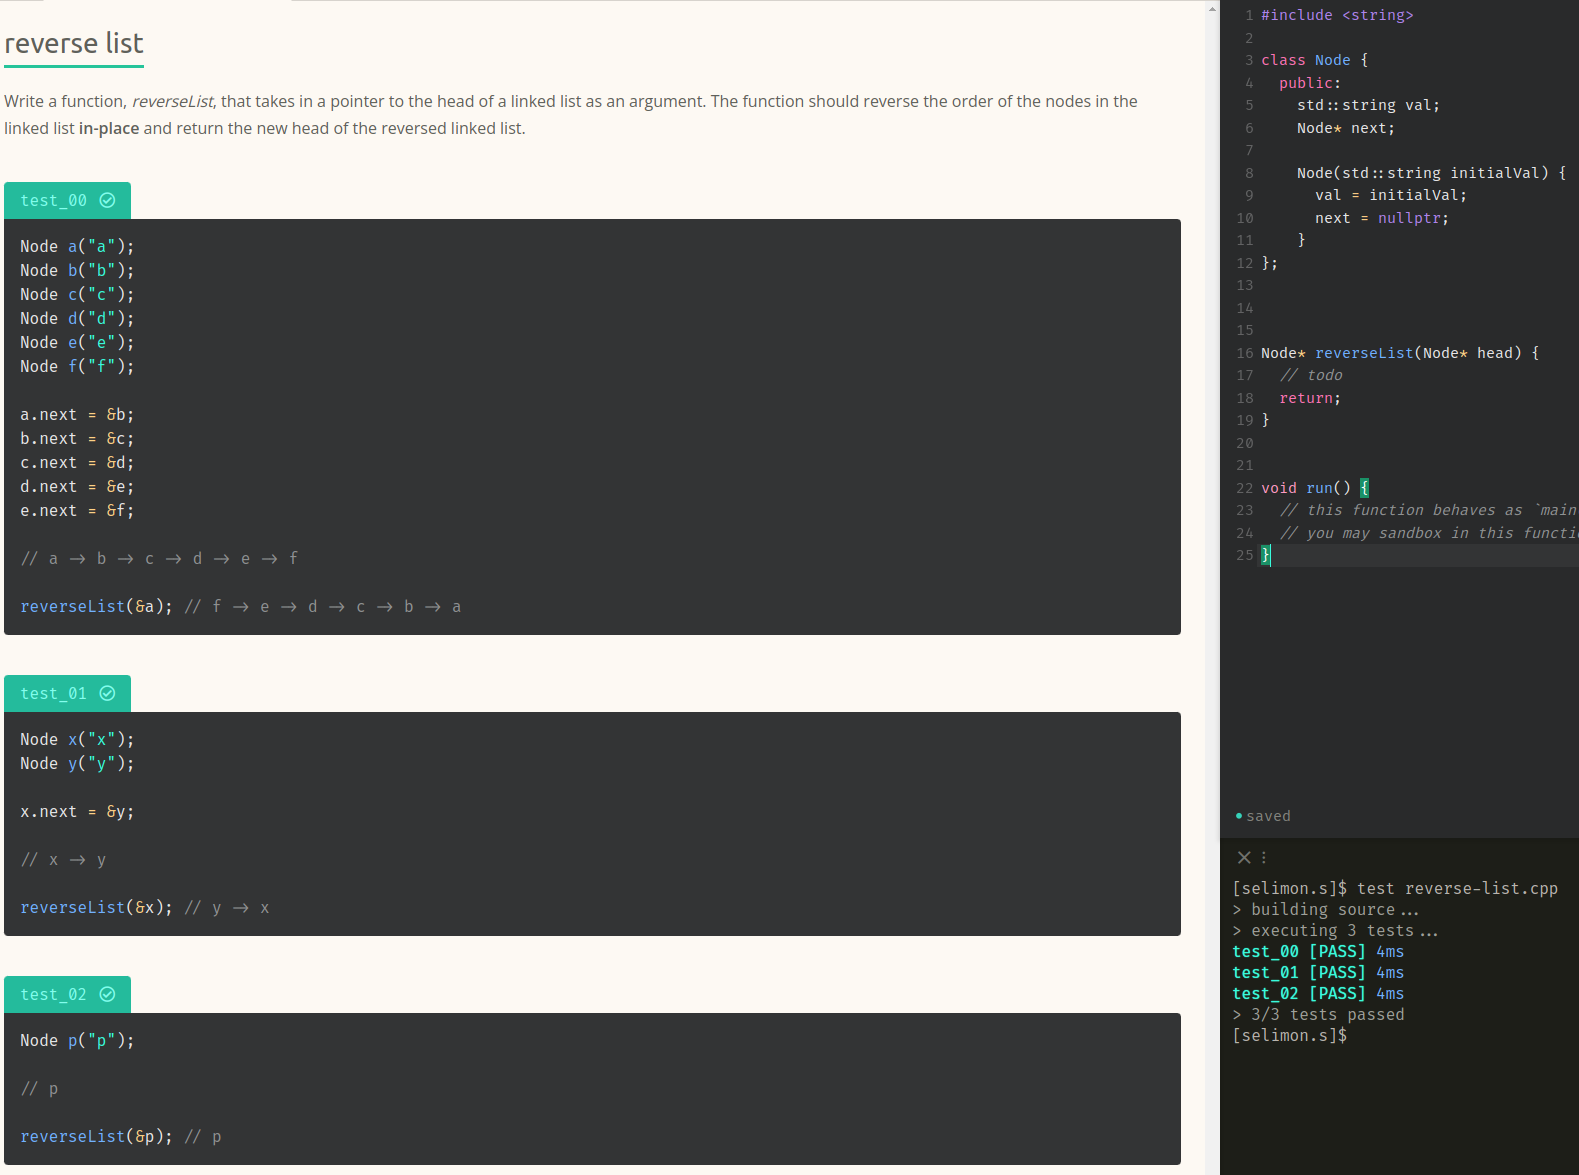 reverse list
Write a function, reverseList, that takes in a pointer to the head of a linked list as an argument. The function should reverse the order of the nodes in the
linked list in-place and return the new head of the reversed linked list.
test_00
Node a("a");
Node b("b");
Node c("c");
Node d("d");
Node e("e");
Node f("f");
a.next = &b;
b.next = &c;
c.next = &d;
d.next = &e;
e.next = &f;
// a -> b -> c -> d -> e -> f
reverseList(&a); // f -> e -> d -> c -> b -> a
test_01
Node x("x");
Node y("y");
x.next = &y;
// x -> y
reverseList(&x); // y -> x
test_02
Node p("p");
// p
reverseList(&p); // p
1 #include <string>
2
3 class Node {
4 public:
5 std::string val;
6 Node* next;
7
8 Node(std::string initialVal) {
9 val = initialVal;
10 next = nullptr;
11 }
12 };
13
14
15
16 Node* reverseList(Node* head) {
17 // todo
18 return;
19 }
20
21
22 void run() {
23 // this function behaves as `main
24 // you may sandbox in this functi
25 }
saved
[selimon.s]$ test reverse-list.cpp
> building source...
> executing 3 tests...
test_00 [PASS] 4ms
test_01 [PASS] 4ms
test_02 [PASS] 4ms
> 3/3 tests passed
[selimon.s]$